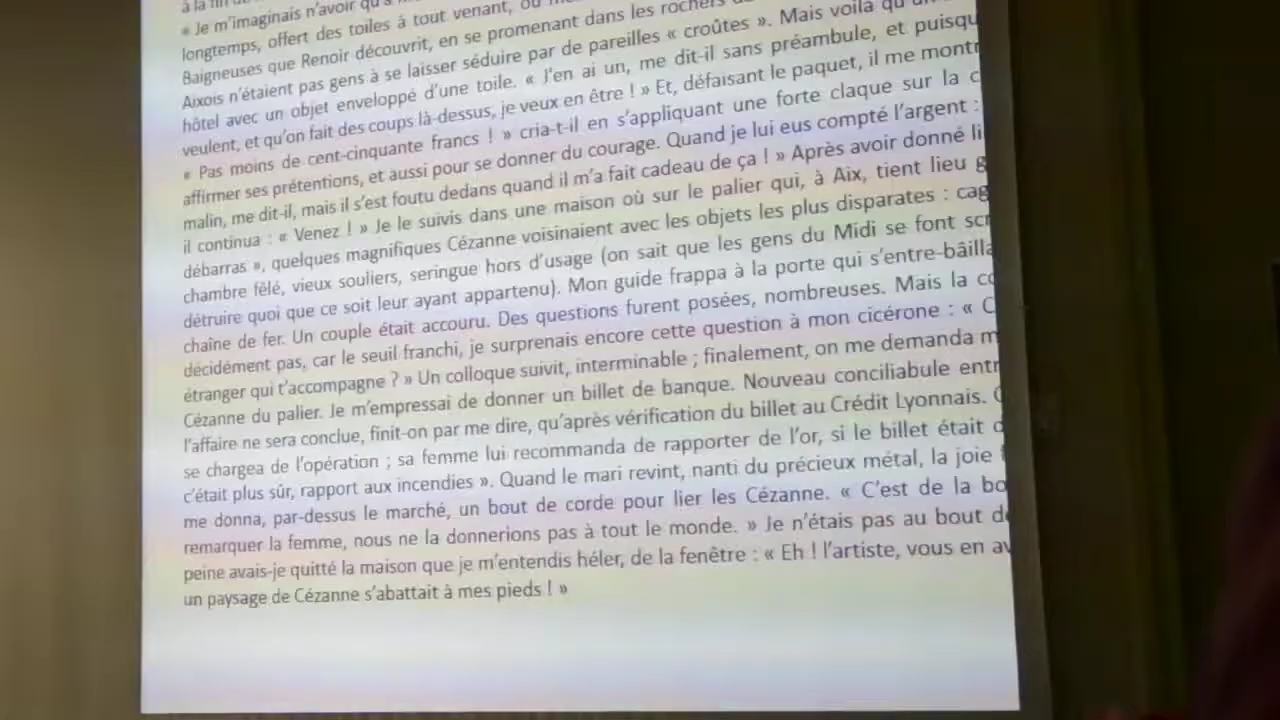 à la fin
« Je m'imaginais n'avoir qu'à
longtemps, offert des toiles à tout venant, ou
Baigneuses que Renoir découvrit, en se promenant dans les rochers
Aixois n'étaient pas gens à se laisser séduire par de pareilles « croûtes ». Mais voilà qu'un
hôtel avec un objet enveloppé d'une toile. « J'en ai un, me dit-il sans préambule, et puisqu
veulent, et qu'on fait des coups là-dessus, je veux en être ! » Et, défaisant le paquet, il me montr
« Pas moins de cent-cinquante francs ! » cria-t-il en s'appliquant une forte claque sur la c
affirmer ses prétentions, et aussi pour se donner du courage. Quand je lui eus compté l'argent :
malin, me dit-il, mais il s'est foutu dedans quand il m'a fait cadeau de ça ! » Après avoir donné li
il continua : « Venez ! » Je le suivis dans une maison où sur le palier qui, à Aix, tient lieu g
débarras », quelques magnifiques Cézanne voisinaient avec les objets les plus disparates : cag
chambre fêlé, vieux souliers, seringue hors d'usage (on sait que les gens du Midi se font scr
détruire quoi que ce soit leur ayant appartenu). Mon guide frappa à la porte qui s'entre-bâilla
chaîne de fer. Un couple était accouru. Des questions furent posées, nombreuses. Mais la co
décidément pas, car le seuil franchi, je surprenais encore cette question à mon cicérone : « C
étranger qui t'accompagne ? » Un colloque suivit, interminable ; finalement, on me demanda m
Cézanne du palier. Je m'empressai de donner un billet de banque. Nouveau conciliabule entr
l'affaire ne sera conclue, finit-on par me dire, qu'après vérification du billet au Crédit Lyonnais.
se chargea de l'opération ; sa femme lui recommanda de rapporter de l'or, si le billet était
c'était plus sûr, rapport aux incendies ». Quand le mari revint, nanti du précieux métal, la joie
me donna, par-dessus le marché, un bout de corde pour lier les Cézanne. « C'est de la bo
remarquer la femme, nous ne la donnerions pas à tout le monde. » Je n'étais pas au bout de
peine avais-je quitté la maison que je m'entendis héler, de la fenêtre : « Eh ! l'artiste, vous en av
un paysage de Cézanne s'abattait à mes pieds ! »